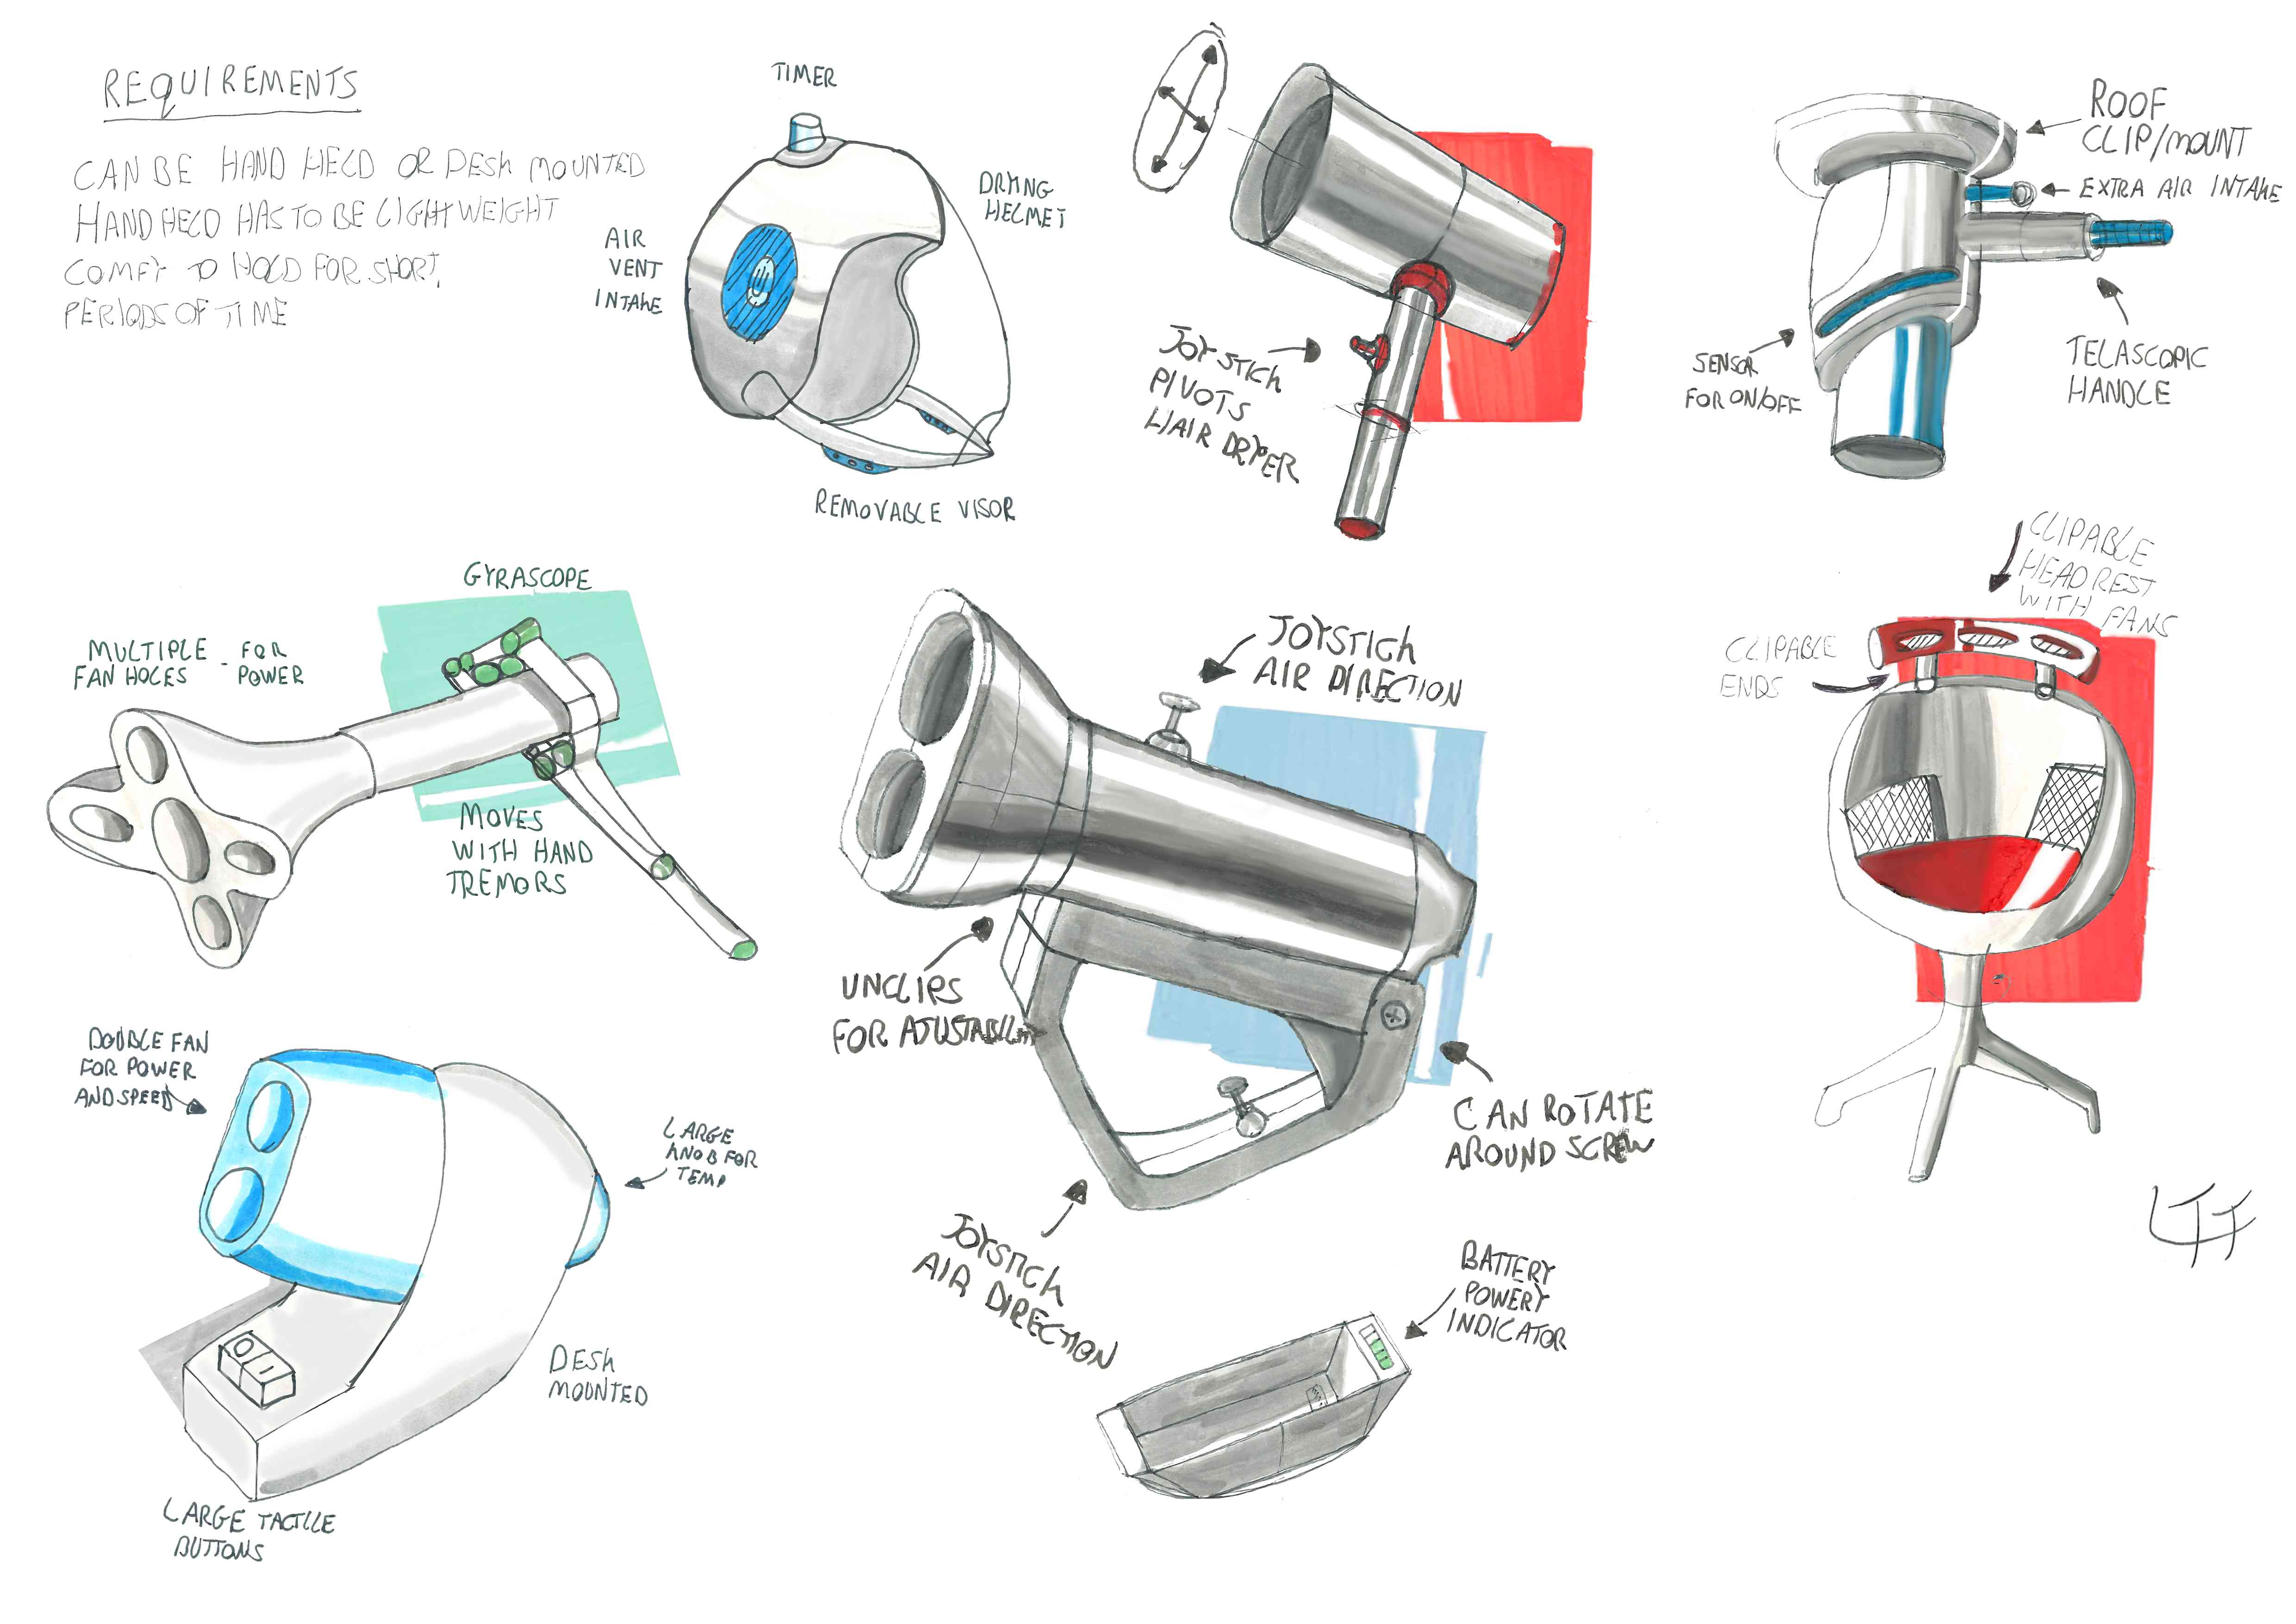 REQUIREMENTS
CAN BE HAND HELD OR DESK MOUNTED
HAND HELD HAS TO BE LIGHTWEIGHT
COMFY TO HOLD FOR SHORT
PERIODS OF TIME
TIMER
AIR
VENT
INTAKE
DRYING
HELMET
REMOVABLE VISOR
JOYSTICK
PIVOTS
HAIR DRYER
ROOF
CLIP/MOUNT
EXTRA AIR INTAKE
SENSOR
FOR ON/OFF
TELASCOPIC
HANDLE
GYRASCOPE
MULTIPLE - FOR
FAN HOLES POWER
MOVES
WITH HAND
TREMORS
JOYSTICK
AIR DIRECTION
UNCLIPS
FOR AJUSTABILITY
CAN ROTATE
AROUND SCREW
JOYSTICK
AIR DIRECTION
CLIPABLE
HEAD REST
WITH FANS
CLIPABLE
ENDS
DOUBLE FAN
FOR POWER
AND SPEED
LARGE
KNOB FOR
TEMP
DESK
MOUNTED
LARGE TACTILE
BUTTONS
BATTERY
POWERY
INDICATOR